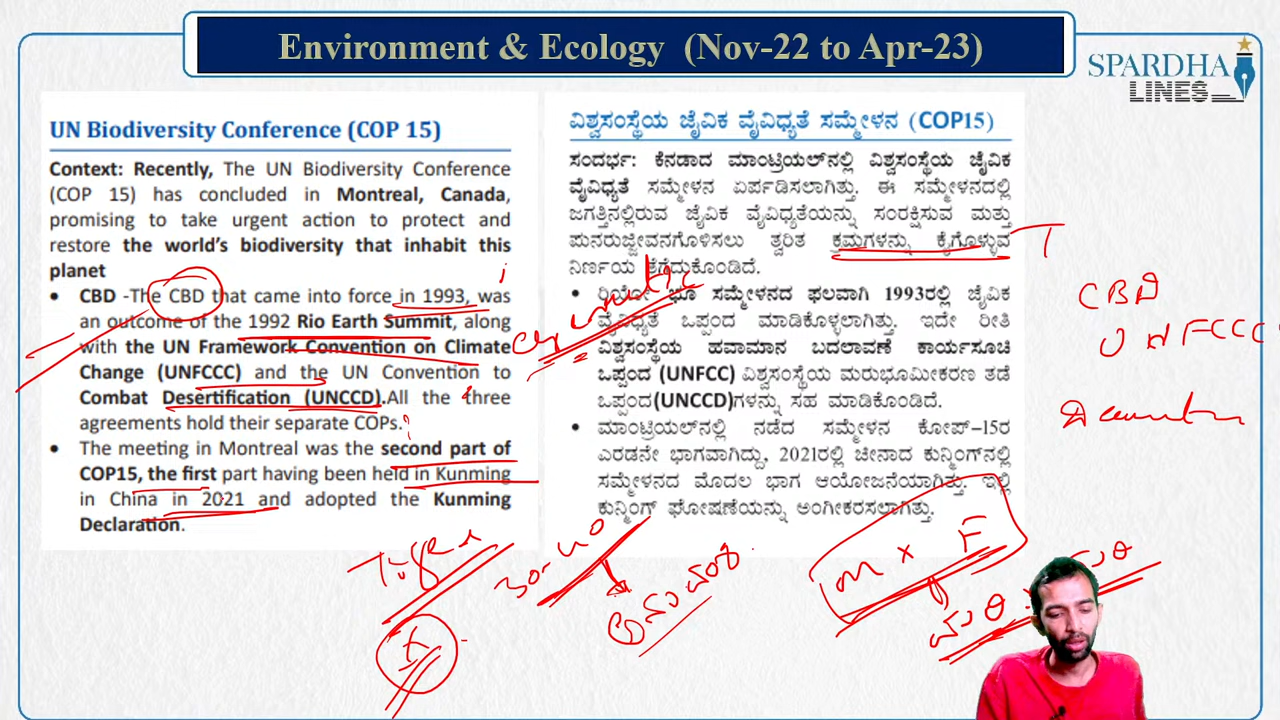 Environment & Ecology (Nov-22 to Apr-23)
SPARDHA
LINES
UN Biodiversity Conference (COP 15)
Context: Recently, The UN Biodiversity Conference
(COP 15) has concluded in Montreal, Canada,
promising to take urgent action to protect and
restore the world's biodiversity that inhabit this
planet
• CBD -The CBD that came into force in 1993, was
an outcome of the 1992 Rio Earth Summit, along
with the UN Framework Convention on Climate
Change (UNFCCC) and the UN Convention to
Combat Desertification (UNCCD).All the three
agreements hold their separate COPs.
• The meeting in Montreal was the second part of
COP15, the first part having been held in Kunming
in China in 2021 and adopted the Kunming
Declaration.
ವಿಶ್ವಸಂಸ್ಥೆಯ ಜೈವಿಕ ವೈವಿಧ್ಯತೆ ಸಮ್ಮೇಳನ (COP15)
ಸಂದರ್ಭ: ಕೆನಡಾದ ಮಾಂಟ್ರಿಯಲ್‌ನಲ್ಲಿ ವಿಶ್ವಸಂಸ್ಥೆಯ ಜೈವಿಕ
ವೈವಿಧ್ಯತೆ ಸಮ್ಮೇಳನ ಏರ್ಪಡಿಸಲಾಗಿತ್ತು. ಈ ಸಮ್ಮೇಳನದಲ್ಲಿ
ಜಗತ್ತಿನಲ್ಲಿರುವ ಜೈವಿಕ ವೈವಿಧ್ಯತೆಯನ್ನು ಸಂರಕ್ಷಿಸುವ ಮತ್ತು
ಪುನರುಜ್ಜೀವನಗೊಳಿಸಲು ತ್ವರಿತ ಕ್ರಮಗಳನ್ನು ಕೈಗೊಳ್ಳುವ
ನಿರ್ಣಯ ತೆಗೆದುಕೊಂಡಿದೆ.
• ರಿಯೋ ಭೂ ಸಮ್ಮೇಳನದ ಫಲವಾಗಿ 1993ರಲ್ಲಿ ಜೈವಿಕ
ವೈವಿಧ್ಯತೆ ಒಪ್ಪಂದ ಮಾಡಿಕೊಳ್ಳಲಾಗಿತ್ತು. ಇದೇ ರೀತಿ
ವಿಶ್ವಸಂಸ್ಥೆಯ ಹವಾಮಾನ ಬದಲಾವಣೆ ಕಾರ್ಯಸೂಚಿ
ಒಪ್ಪಂದ (UNFCC) ವಿಶ್ವಸಂಸ್ಥೆಯ ಮರುಭೂಮೀಕರಣ ತಡೆ
ಒಪ್ಪಂದ(UNCCD)ಗಳನ್ನು ಸಹ ಮಾಡಿಕೊಂಡಿದೆ.
• ಮಾಂಟ್ರಿಯಲ್‌ನಲ್ಲಿ ನಡೆದ ಸಮ್ಮೇಳನ ಕೋಪ್-15ರ
ಎರಡನೇ ಭಾಗವಾಗಿದ್ದು, 2021ರಲ್ಲಿ ಚೀನಾದ ಕುನ್ಮಿಂಗ್‌ನಲ್ಲಿ
ಸಮ್ಮೇಳನದ ಮೊದಲ ಭಾಗ ಆಯೋಜನೆಯಾಗಿತ್ತು. ಇಲ್ಲಿ
ಕುನ್ಮಿಂಗ್ ಘೋಷಣೆಯನ್ನು ಅಂಗೀಕರಿಸಲಾಗಿತ್ತು.
CBD
UNFCCC
30-40
M x F